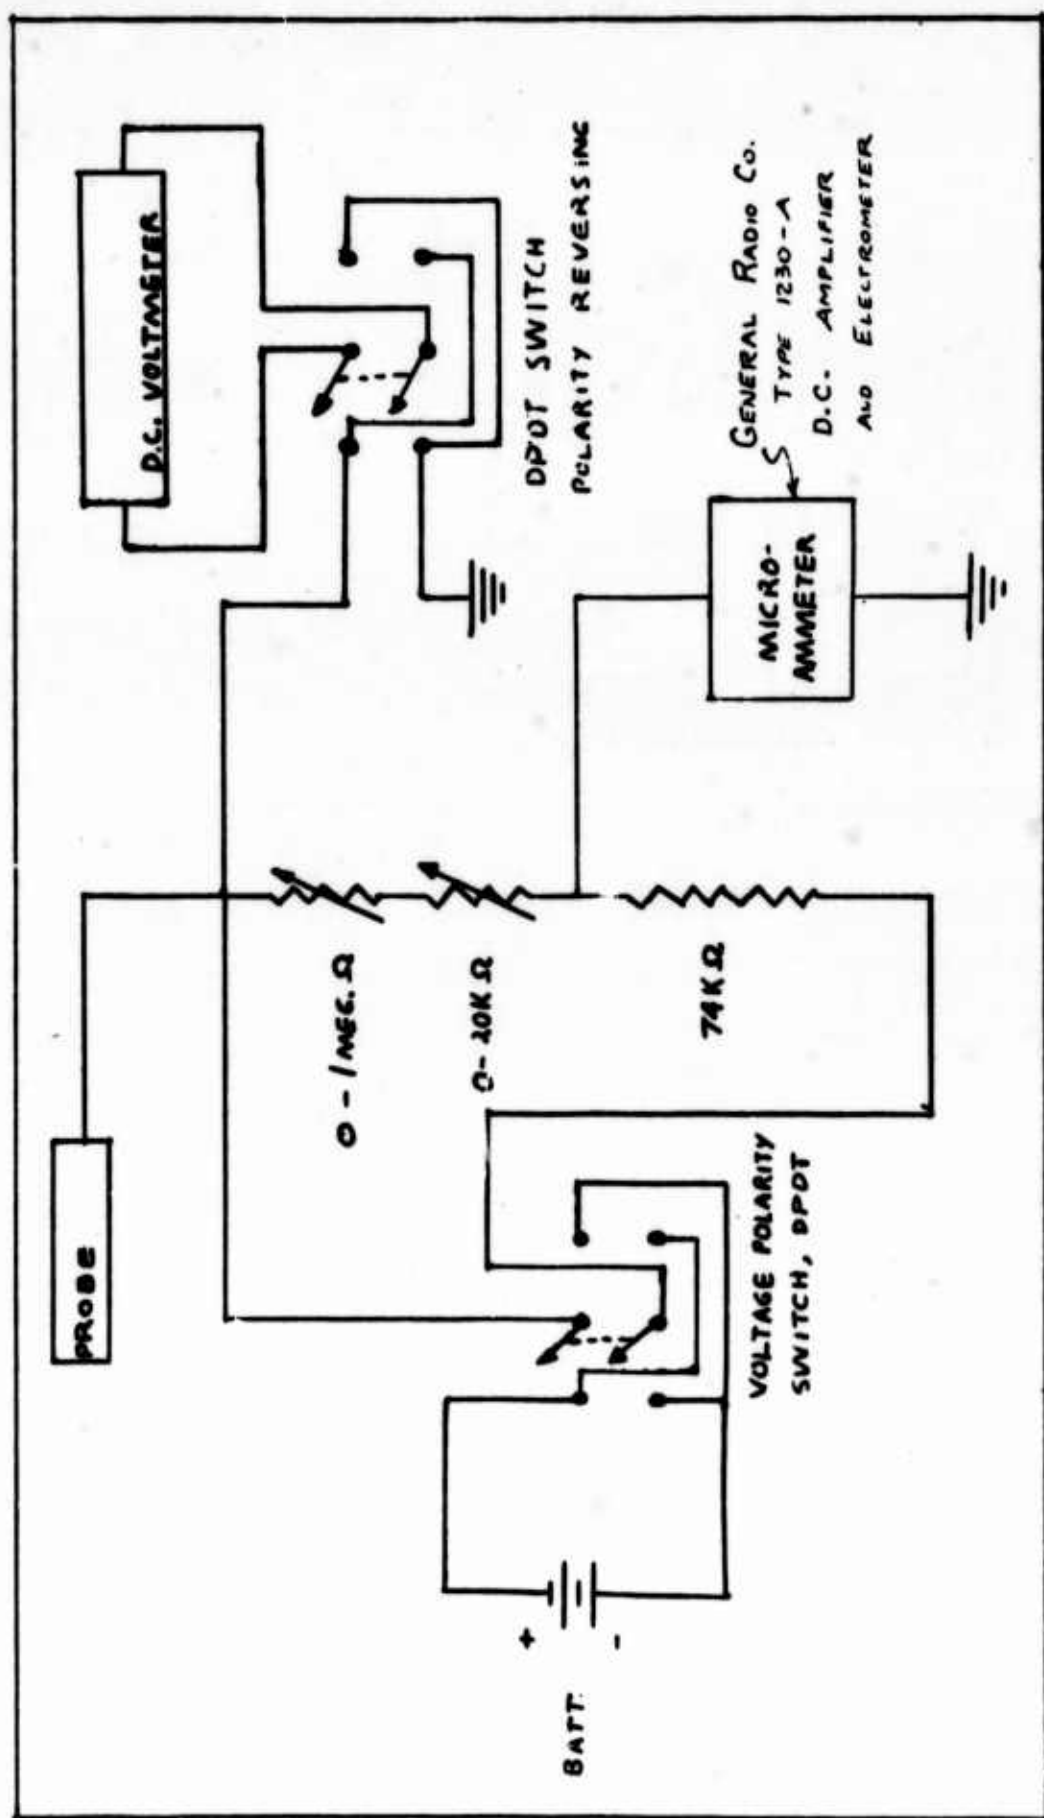 PROBE
D.C. VOLTMETER
0 - 1 MEG. Ω
0 - 20K Ω
74K Ω
DPDT SWITCH
POLARITY REVERSING
BATT.
+
-
VOLTAGE POLARITY
SWITCH, DPDT
MICRO-
AMMETER
GENERAL RADIO CO.
TYPE 1230-A
D.C. AMPLIFIER
AND ELECTROMETER